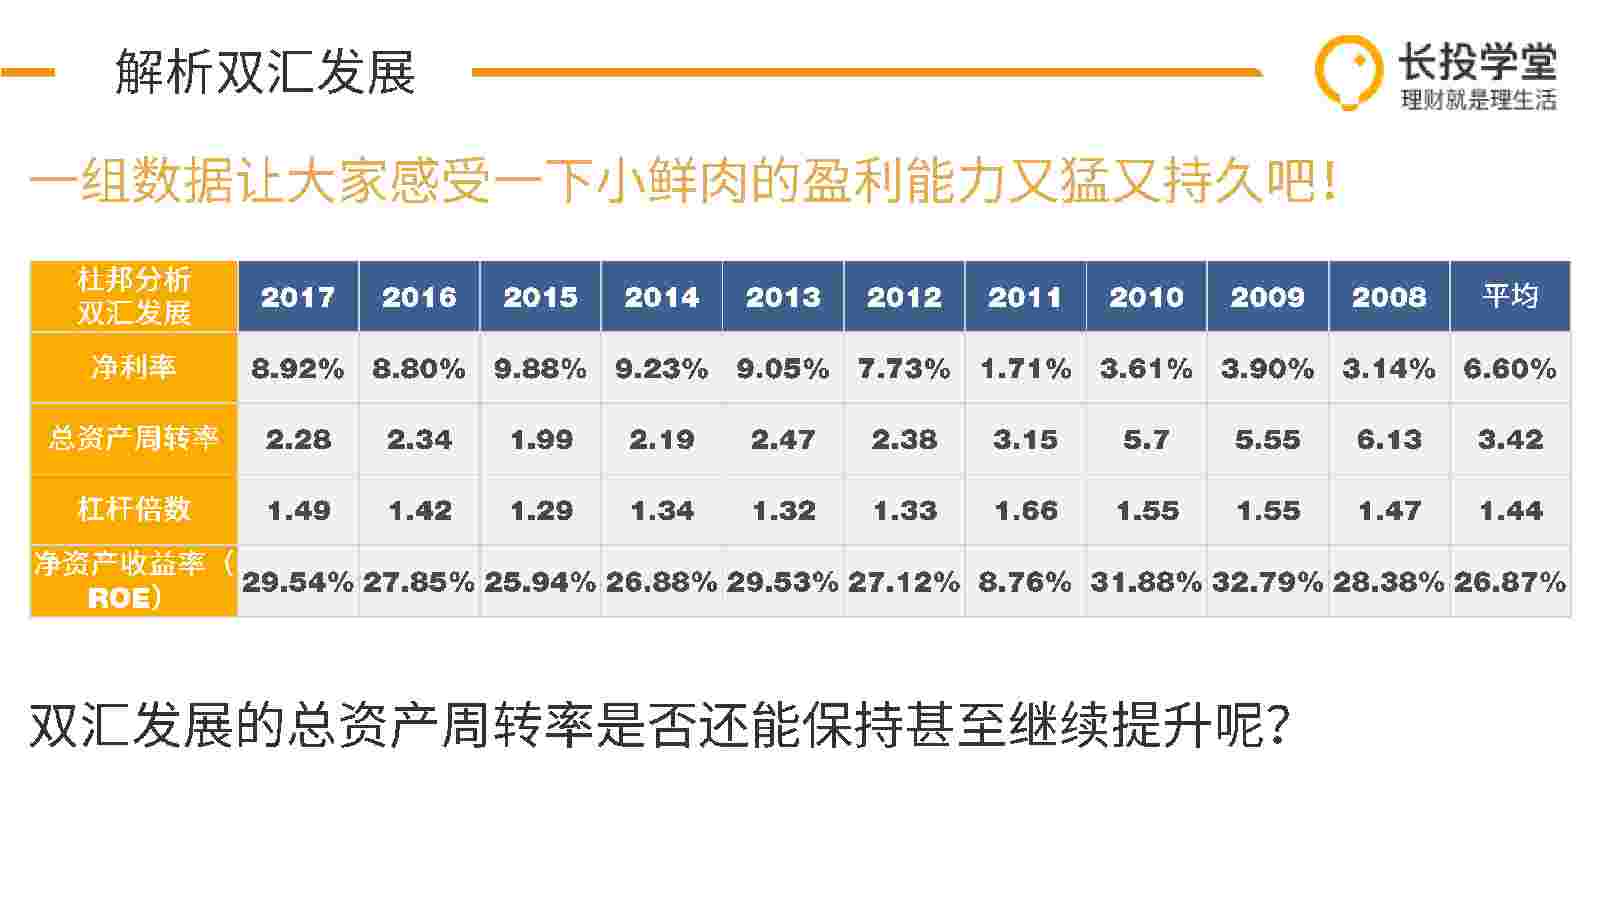 解析双汇发展
长投学堂
理财就是理生活
一组数据让大家感受一下小鲜肉的盈利能力又猛又持久吧！
杜邦分析
双汇发展 2017 2016 2015 2014 2013 2012 2011 2010 2009 2008 平均
净利率 8.92% 8.80% 9.88% 9.23% 9.05% 7.73% 1.71% 3.61% 3.90% 3.14% 6.60%
总资产周转率 2.28 2.34 1.99 2.19 2.47 2.38 3.15 5.7 5.55 6.13 3.42
杠杆倍数 1.49 1.42 1.29 1.34 1.32 1.33 1.66 1.55 1.55 1.47 1.44
净资产收益率（
ROE） 29.54% 27.85% 25.94% 26.88% 29.53% 27.12% 8.76% 31.88% 32.79% 28.38% 26.87%
双汇发展的总资产周转率是否还能保持甚至继续提升呢？